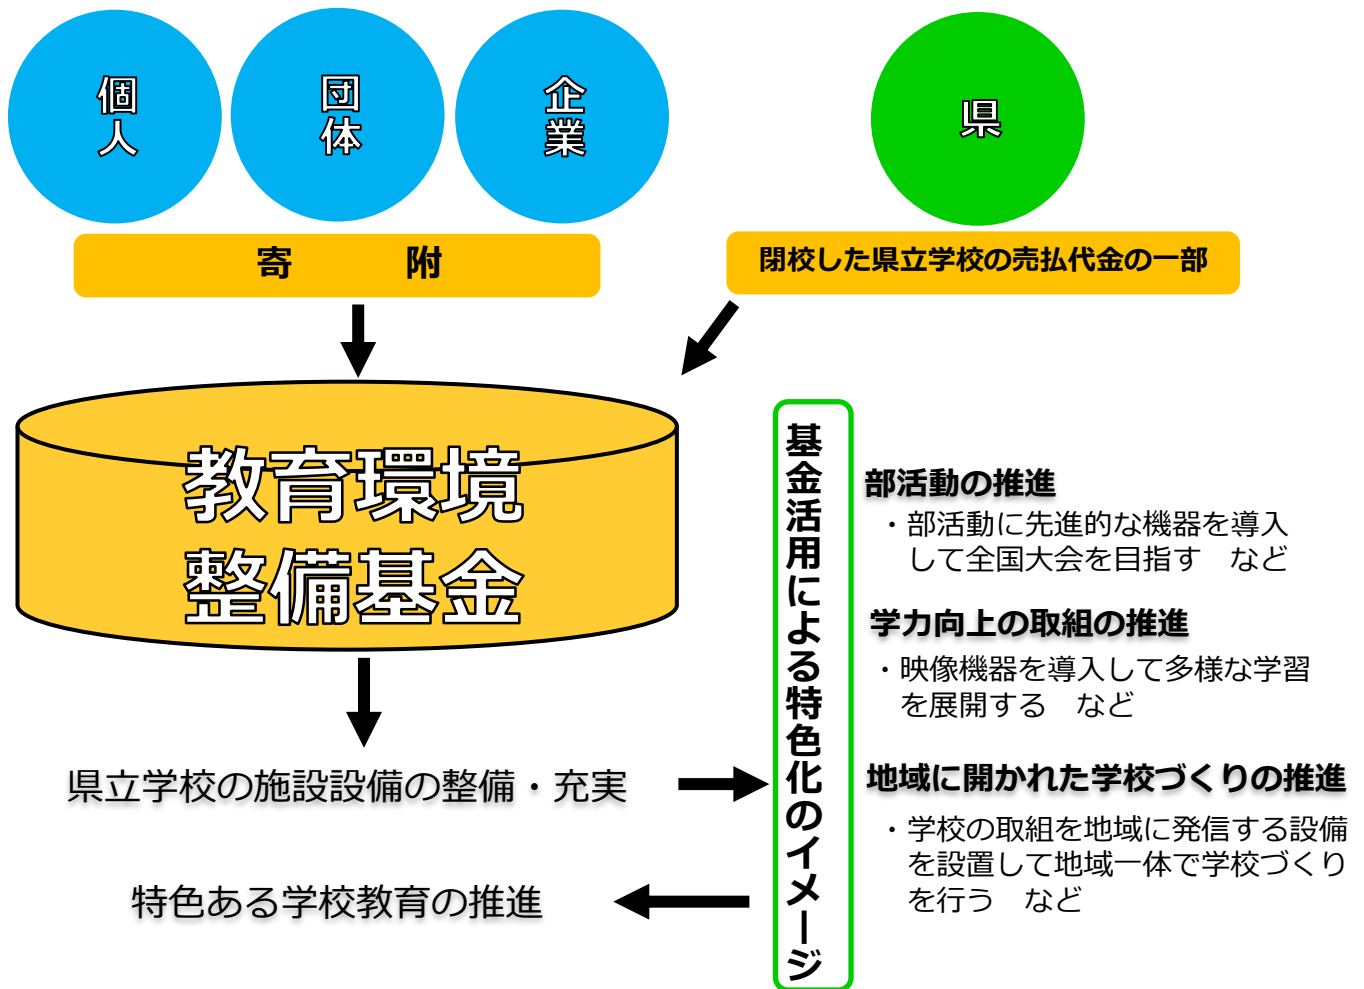 個人
団体
企業
県
寄　附
閉校した県立学校の売払代金の一部
教育環境
整備基金
県立学校の施設設備の整備・充実
特色ある学校教育の推進
基金活用による特色化のイメージ
部活動の推進
・部活動に先進的な機器を導入
して全国大会を目指す　など
学力向上の取組の推進
・映像機器を導入して多様な学習
を展開する　など
地域に開かれた学校づくりの推進
・学校の取組を地域に発信する設備
を設置して地域一体で学校づくり
を行う　など